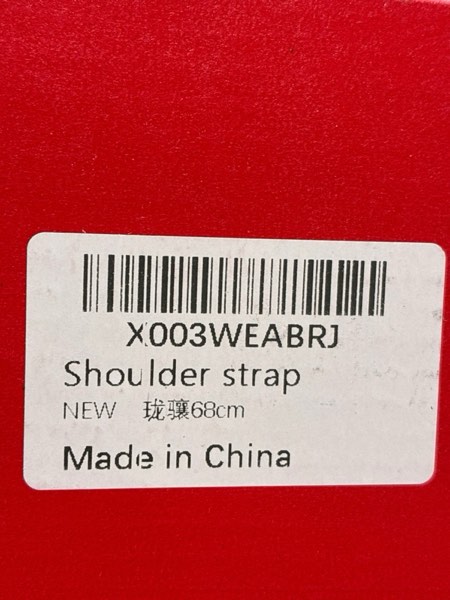 X003WEABRJ
Shoulder strap
NEW 珑骧68cm
Made in China